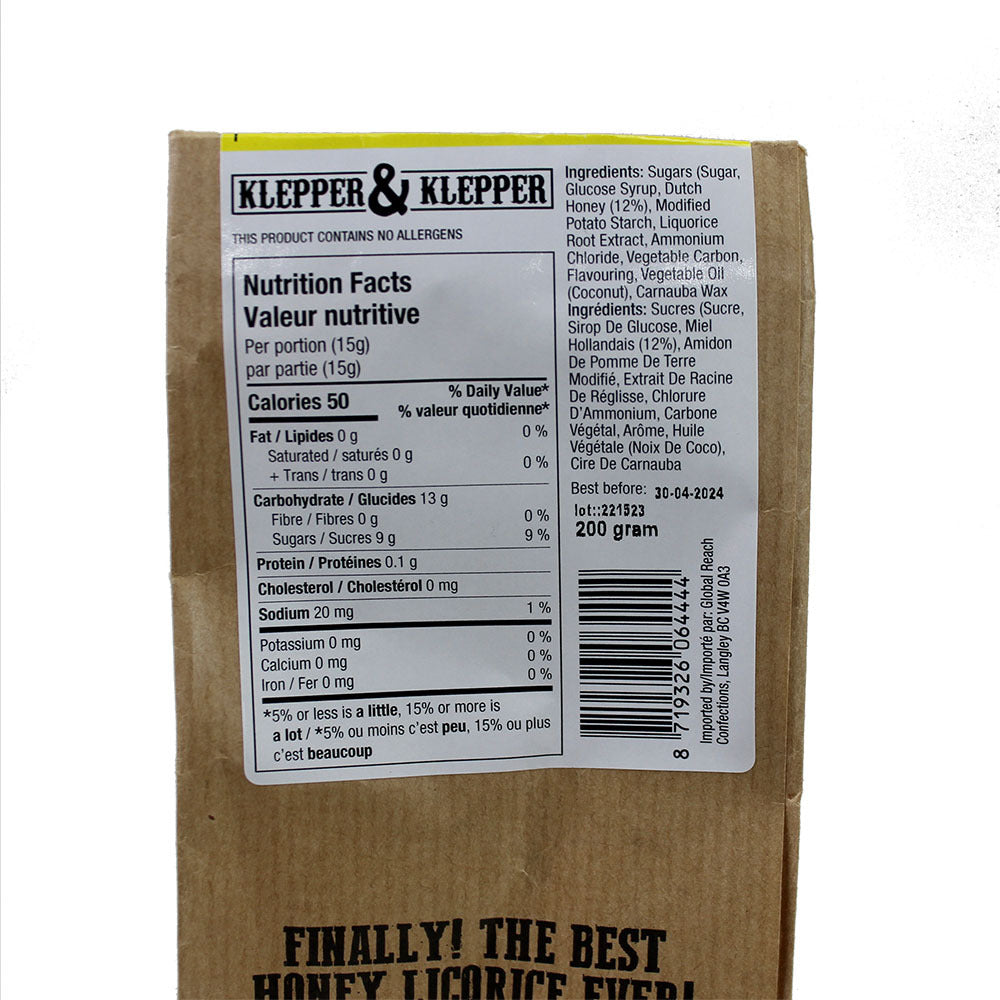 KLEPPER & KLEPPER
THIS PRODUCT CONTAINS NO ALLERGENS
Nutrition Facts
Valeur nutritive
Per portion (15g)
par partie (15g)
Calories 50
% Daily Value*
% valeur quotidienne*
Fat / Lipides 0 g 0 %
Saturated / saturés 0 g
+ Trans / trans 0 g 0 %
Carbohydrate / Glucides 13 g
Fibre / Fibres 0 g 0 %
Sugars / Sucres 9 g 9 %
Protein / Protéines 0.1 g
Cholesterol / Cholestérol 0 mg
Sodium 20 mg 1 %
Potassium 0 mg 0 %
Calcium 0 mg 0 %
Iron / Fer 0 mg 0 %
*5% or less is a little, 15% or more is
a lot / *5% ou moins c'est peu, 15% ou plus
c'est beaucoup
Ingredients: Sugars (Sugar,
Glucose Syrup, Dutch
Honey (12%), Modified
Potato Starch, Liquorice
Root Extract, Ammonium
Chloride, Vegetable Carbon,
Flavouring, Vegetable Oil
(Coconut), Carnauba Wax
Ingrédients: Sucres (Sucre,
Sirop De Glucose, Miel
Hollandais (12%), Amidon
De Pomme De Terre
Modifié, Extrait De Racine
De Réglisse, Chlorure
D'Ammonium, Carbone
Végétal, Arôme, Huile
Végétale (Noix De Coco),
Cire De Carnauba
Best before: 30-04-2024
lot::221523
200 gram
8 719326 064444
Imported by/Importé par: Global Reach
Confections, Langley BC V4W 0A3
FINALLY! THE BEST
HONEY LICORICE EVER!